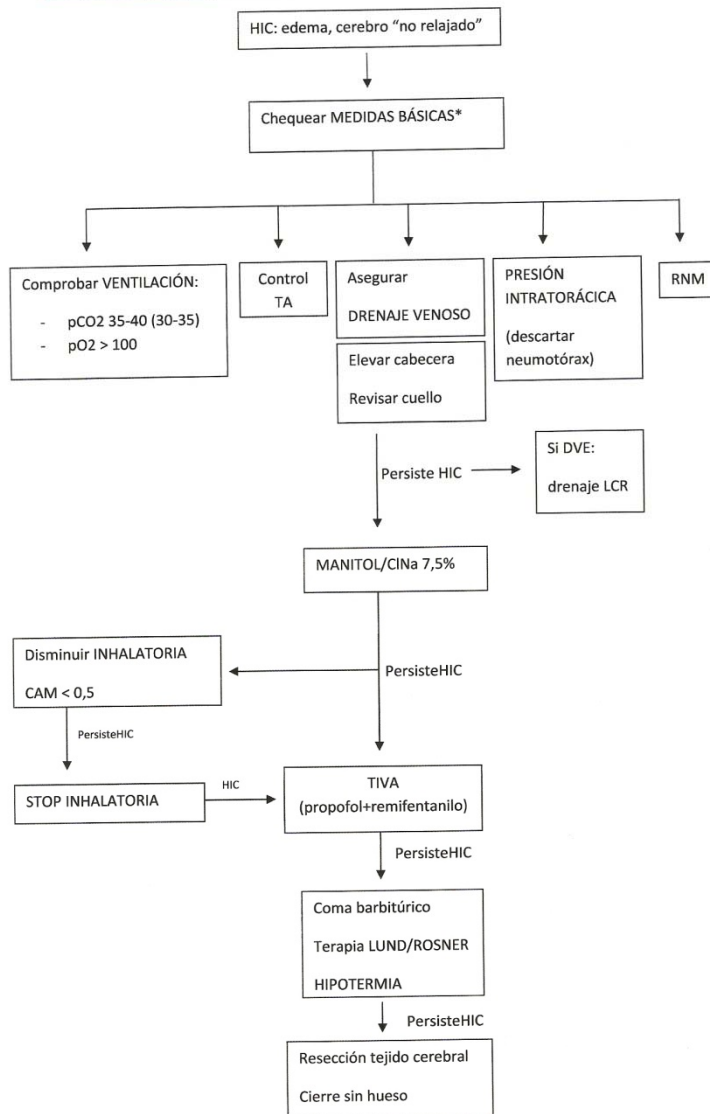 HIC: edema, cerebro “no relajado”
Chequear MEDIDAS BÁSICAS*
Comprobar VENTILACIÓN:
- pCO2 35-40 (30-35)
- pO2 > 100
Control
TA
Asegurar
DRENAJE VENOSO
Elevar cabecera
Revisar cuello
PRESIÓN
INTRATORÁCICA
(descartar
neumotórax)
RNM
Persiste HIC
Si DVE:
drenaje LCR
MANITOL/ClNa 7,5%
Disminuir INHALATORIA
CAM < 0,5
PersisteHIC
PersisteHIC
STOP INHALATORIA
HIC
TIVA
(propofol+remifentanilo)
PersisteHIC
Coma barbitúrico
Terapia LUND/ROSNER
HIPOTERMIA
PersisteHIC
Resección tejido cerebral
Cierre sin hueso